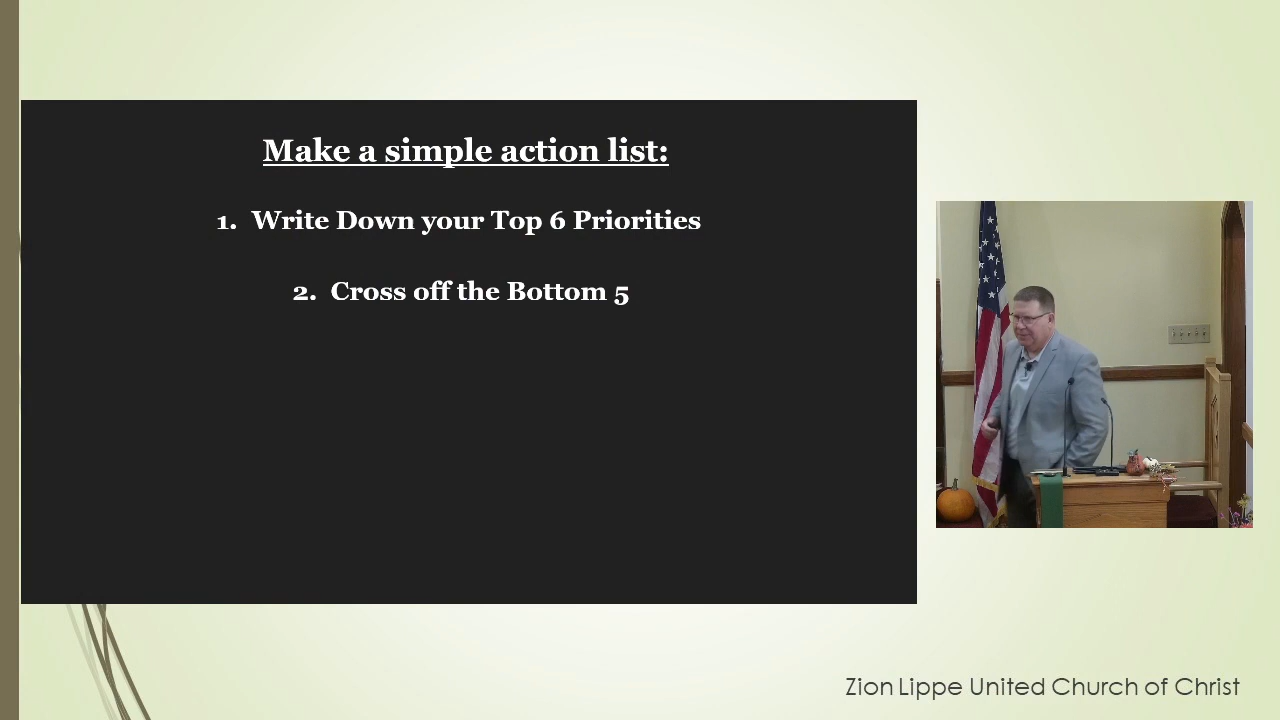 Make a simple action list:
1. Write Down your Top 6 Priorities
2. Cross off the Bottom 5
Zion Lippe United Church of Christ